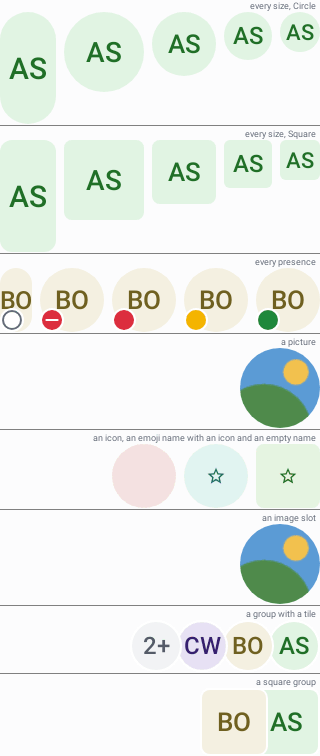 every size, Circle
AS AS AS AS AS
every size, Square
AS AS AS AS AS
every presence
BO BO BO BO BO
a picture
an icon, an emoji name with an icon and an empty name
an image slot
a group with a tile
2+ CW BO AS
a square group
BO AS